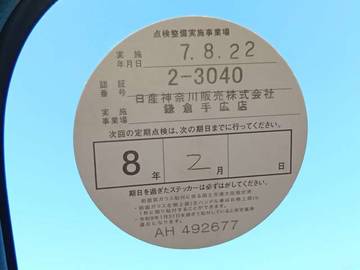 点検整備実施事業場
実施年月日 7.8.22
認証番号 2-3040
実施事業場 日産神奈川販売株式会社
鎌倉手広店
次回の定期点検は、次の期日までに行ってください。
8年 2月 日
期日を過ぎたステッカーは必ずはがしてください。
AH 492677